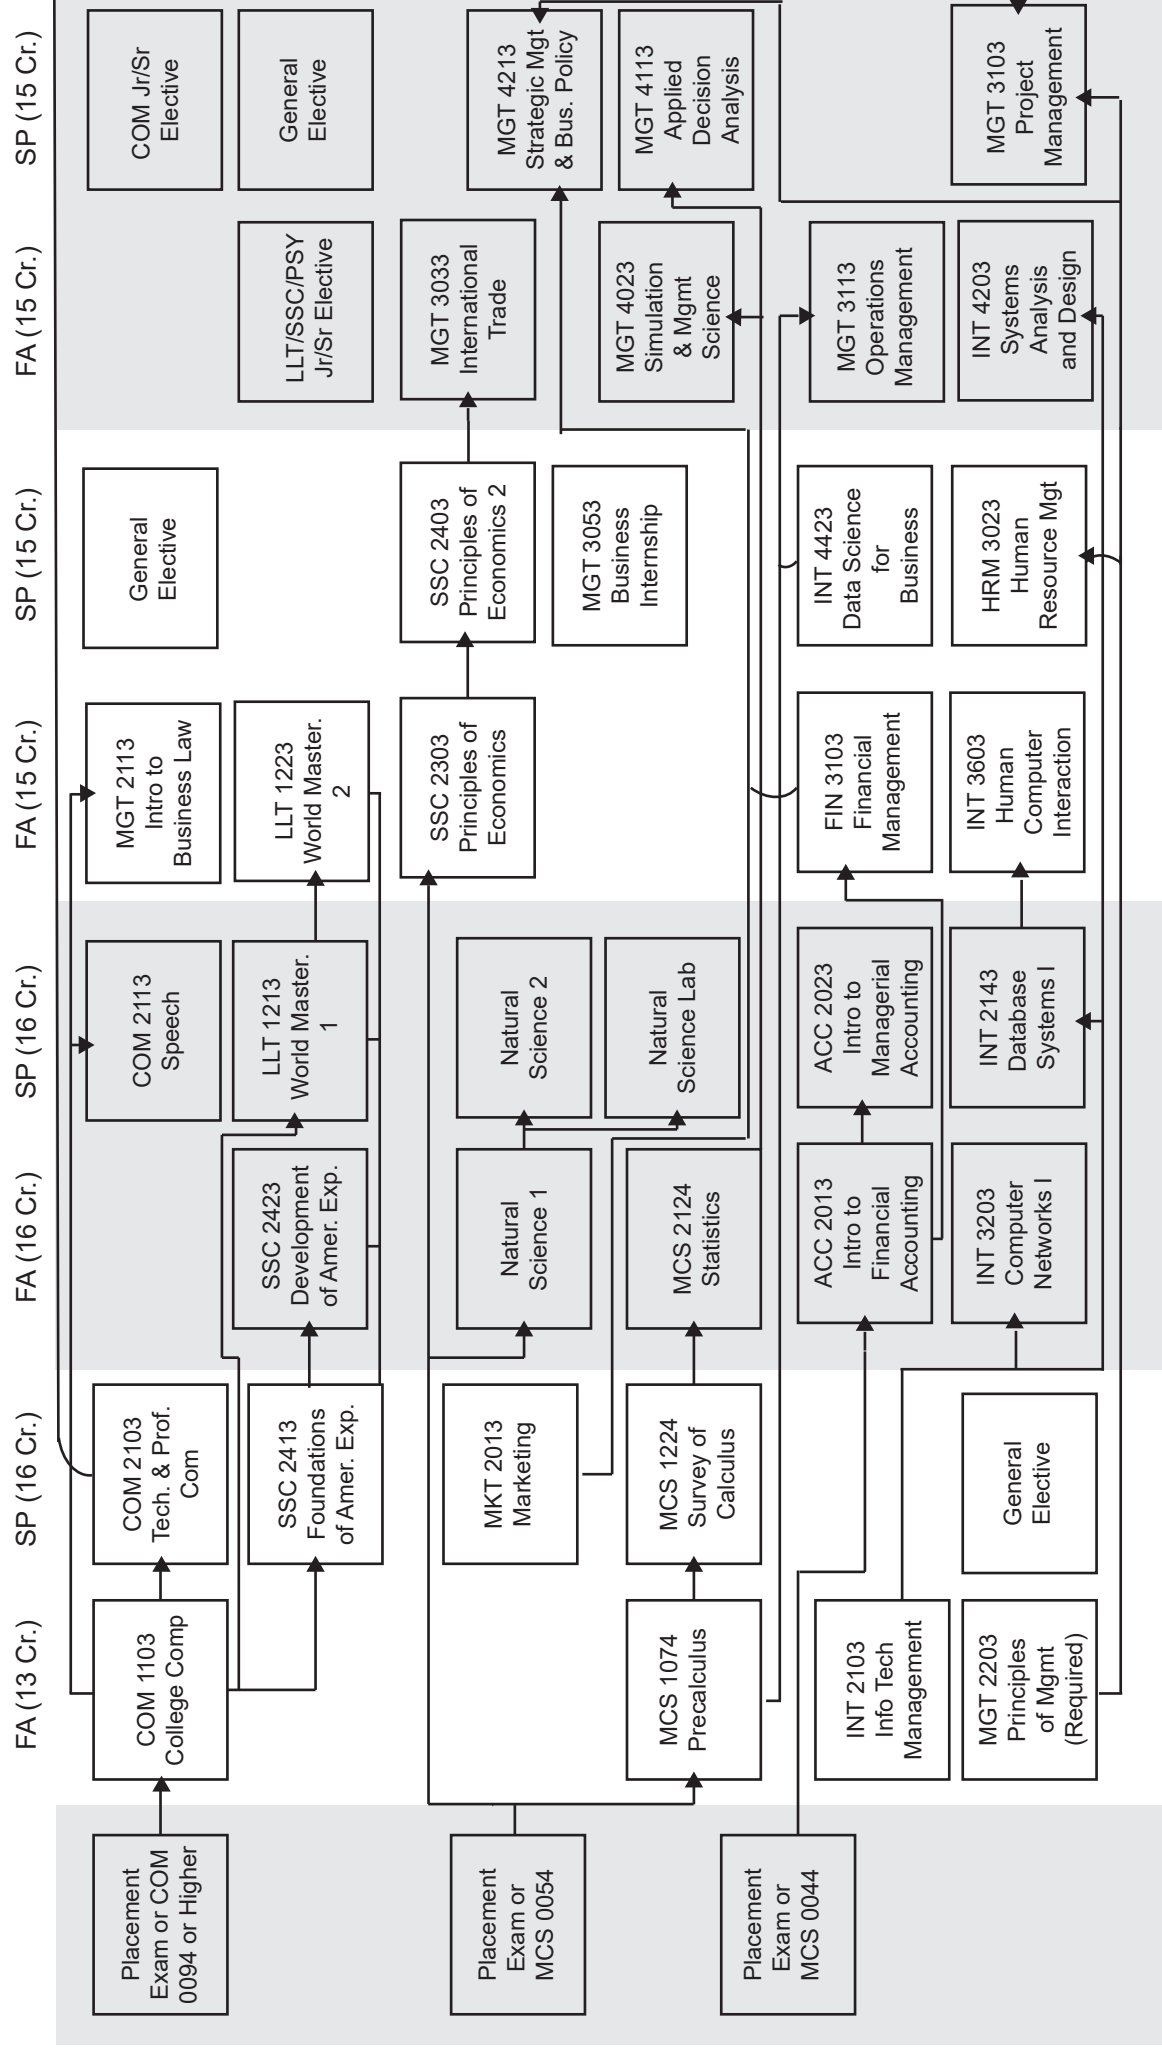 FA (13 Cr.)
SP (16 Cr.)
FA (16 Cr.)
SP (16 Cr.)
FA (15 Cr.)
SP (15 Cr.)
FA (15 Cr.)
SP (15 Cr.)
Placement
Exam or COM
0094 or Higher
Placement
Exam or
MCS 0054
Placement
Exam or
MCS 0044
COM 1103
College Comp
MCS 1074
Precalculus
INT 2103
Info Tech
Management
MGT 2203
Principles
of Mgmt
(Required)
COM 2103
Tech. & Prof.
Com
SSC 2413
Foundations
of Amer. Exp.
MKT 2013
Marketing
MCS 1224
Survey of
Calculus
General
Elective
SSC 2423
Development
of Amer. Exp.
Natural
Science 1
MCS 2124
Statistics
ACC 2013
Intro to
Financial
Accounting
INT 3203
Computer
Networks I
COM 2113
Speech
LLT 1213
World Master.
1
Natural
Science 2
Natural
Science Lab
ACC 2023
Intro to
Managerial
Accounting
INT 2143
Database
Systems I
MGT 2113
Intro to
Business Law
LLT 1223
World Master.
2
SSC 2303
Principles of
Economics
FIN 3103
Financial
Management
INT 3603
Human
Computer
Interaction
General
Elective
SSC 2403
Principles of
Economics 2
MGT 3053
Business
Internship
INT 4423
Data Science
for
Business
HRM 3023
Human
Resource Mgt
LLT/SSC/PSY
Jr/Sr Elective
MGT 3033
International
Trade
MGT 4023
Simulation
& Mgmt
Science
MGT 3113
Operations
Management
INT 4203
Systems
Analysis
and Design
COM Jr/Sr
Elective
General
Elective
MGT 4213
Strategic Mgt
& Bus. Policy
MGT 4113
Applied
Decision
Analysis
MGT 3103
Project
Management